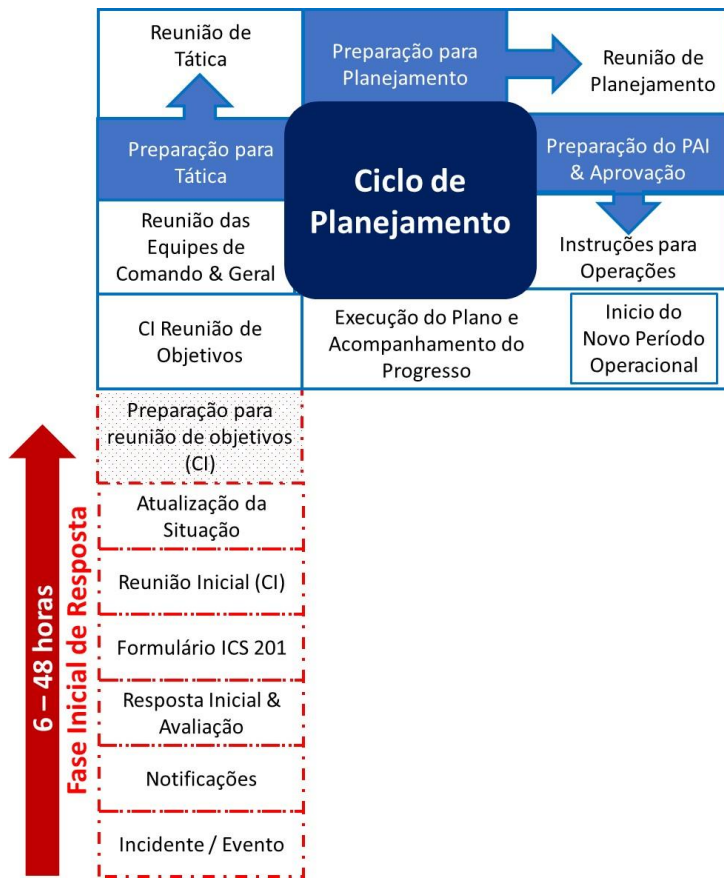 Reunião de
Tática
Preparação para
Planejamento
Reunião de
Planejamento
Preparação para
Tática
Ciclo de
Planejamento
Preparação do PAI
& Aprovação
Reunião das
Equipes de
Comando & Geral
Instruções para
Operações
CI Reunião de
Objetivos
Execução do Plano e
Acompanhamento do
Progresso
Inicio do
Novo Período
Operacional
Preparação para
reunião de objetivos
(CI)
Atualização da
Situação
Reunião Inicial (CI)
Formulário ICS 201
Resposta Inicial &
Avaliação
Notificações
Incidente / Evento
6 – 48 horas
Fase Inicial de Resposta